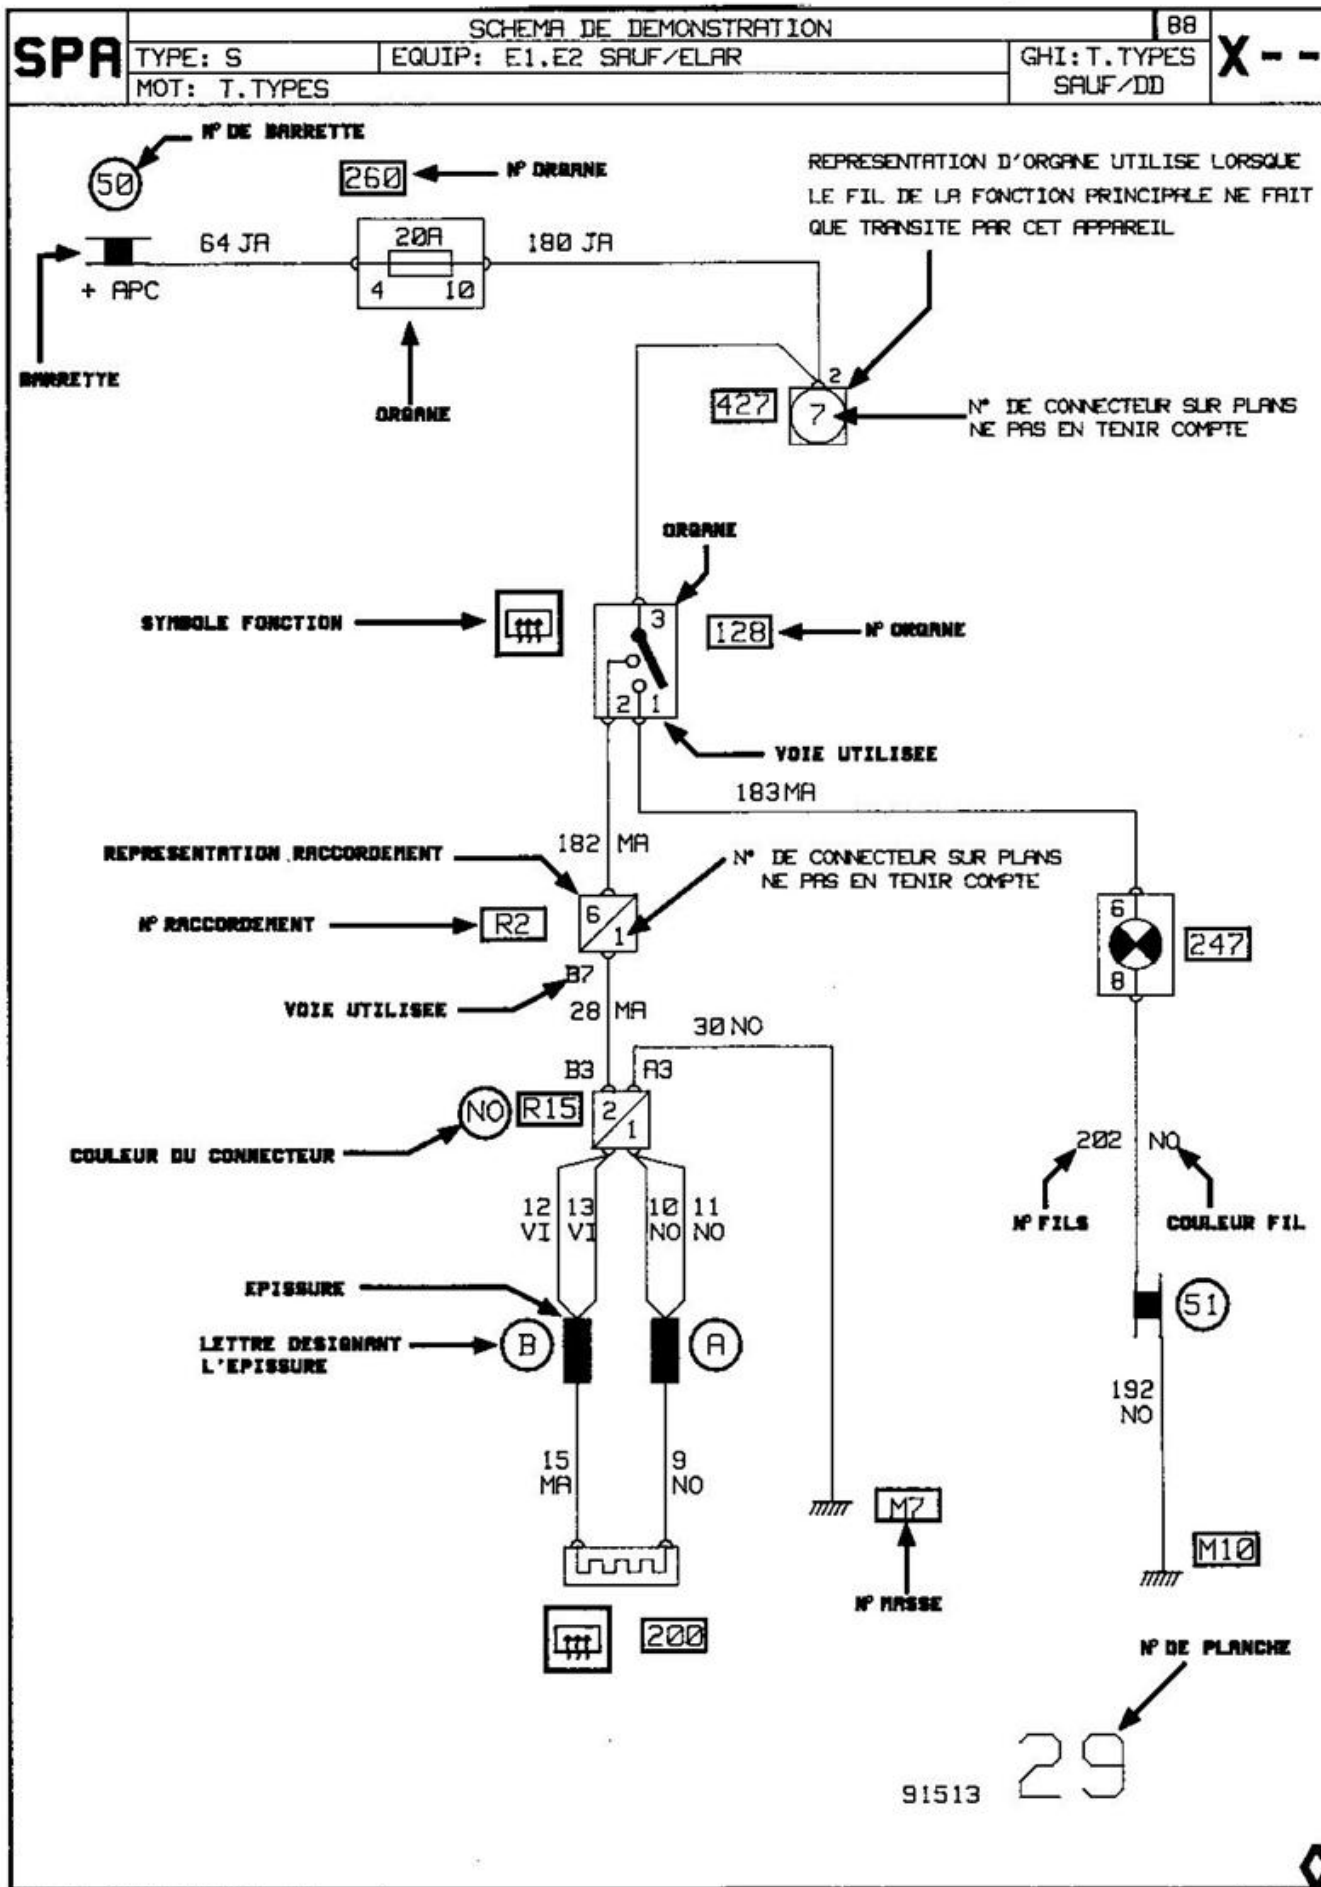 SPA
SCHEMA DE DEMONSTRATION
88
X--
TYPE: S
EQUIP: E1.E2 SAUF/ELAR
GHI: T.TYPES
SAUF/DD
MOT: T.TYPES
N° DE BARRETTE
50
260
N° ORGANE
REPRESENTATION D'ORGANE UTILISE LORSQUE
LE FIL DE LA FONCTION PRINCIPALE NE FAIT
QUE TRANSITE PAR CET APPAREIL
64 JA
20A
180 JA
+ APC
4
10
BARRETTE
ORGANE
2
427
7
N° DE CONNECTEUR SUR PLANS
NE PAS EN TENIR COMPTE
ORGANE
SYMBOLE FONCTION
3
128
N° ORGANE
2
1
VOIE UTILISEE
183 MA
182 MA
REPRESENTATION RACCORDEMENT
N° DE CONNECTEUR SUR PLANS
NE PAS EN TENIR COMPTE
N° RACCORDEMENT
R2
6
1
6
247
8
B7
VOIE UTILISEE
28 MA
30 NO
B3
A3
NO
R15
2
1
COULEUR DU CONNECTEUR
202 NO
12
VI
13
VI
10
NO
11
NO
N° FILS
COULEUR FIL
EPISSURE
51
LETTRE DESIGNANT
L'EPISSURE
B
A
192
NO
15
MA
9
NO
M7
M10
N° MASSE
200
N° DE PLANCHE
29
91513